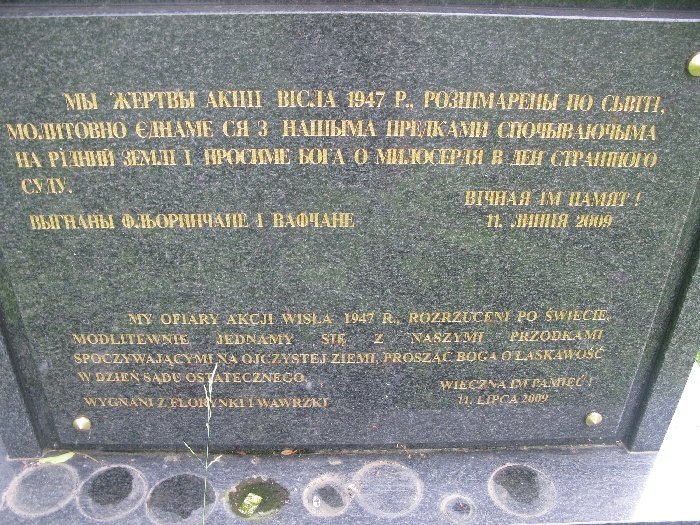 МЫ ЖЕРТВЫ АКЦІІ ВІСЛА 1947 Р., РОЗШМАРЕНЫ ПО СЬВІТІ,
МОЛИТОВНО ЄДНАМЕ СЯ З НАШЫМА ПРЕДКАМИ СПОЧЫВАЮЧЫМА
НА РІДНИЙ ЗЕМЛІ І ПРОСИМЕ БОГА О МИЛОСЕРДЯ В ДЕН СТРАШНОГО
СУДУ.
ВІЧНАЯ ІМ ПАМЯТ !
ВЫГНАНЫ ФЛЬОРИНЧАНЕ І ВАФЧАНЕ
11. ЛИПЦЯ 2009
MY OFIARY AKCJI WISŁA 1947 R., ROZRZUCENI PO ŚWIECIE,
MODLITEWNIE JEDNAMY SIĘ Z NASZYMI PRZODKAMI
SPOCZYWAJĄCYMI NA OJCZYSTEJ ZIEMI, PROSZĄC BOGA O ŁASKAWOŚĆ
W DZIEŃ SĄDU OSTATECZNEGO.
WIECZNA IM PAMIĘĆ !
WYGNANI Z FLORYNKI I WAWRZKI
11. LIPCA 2009